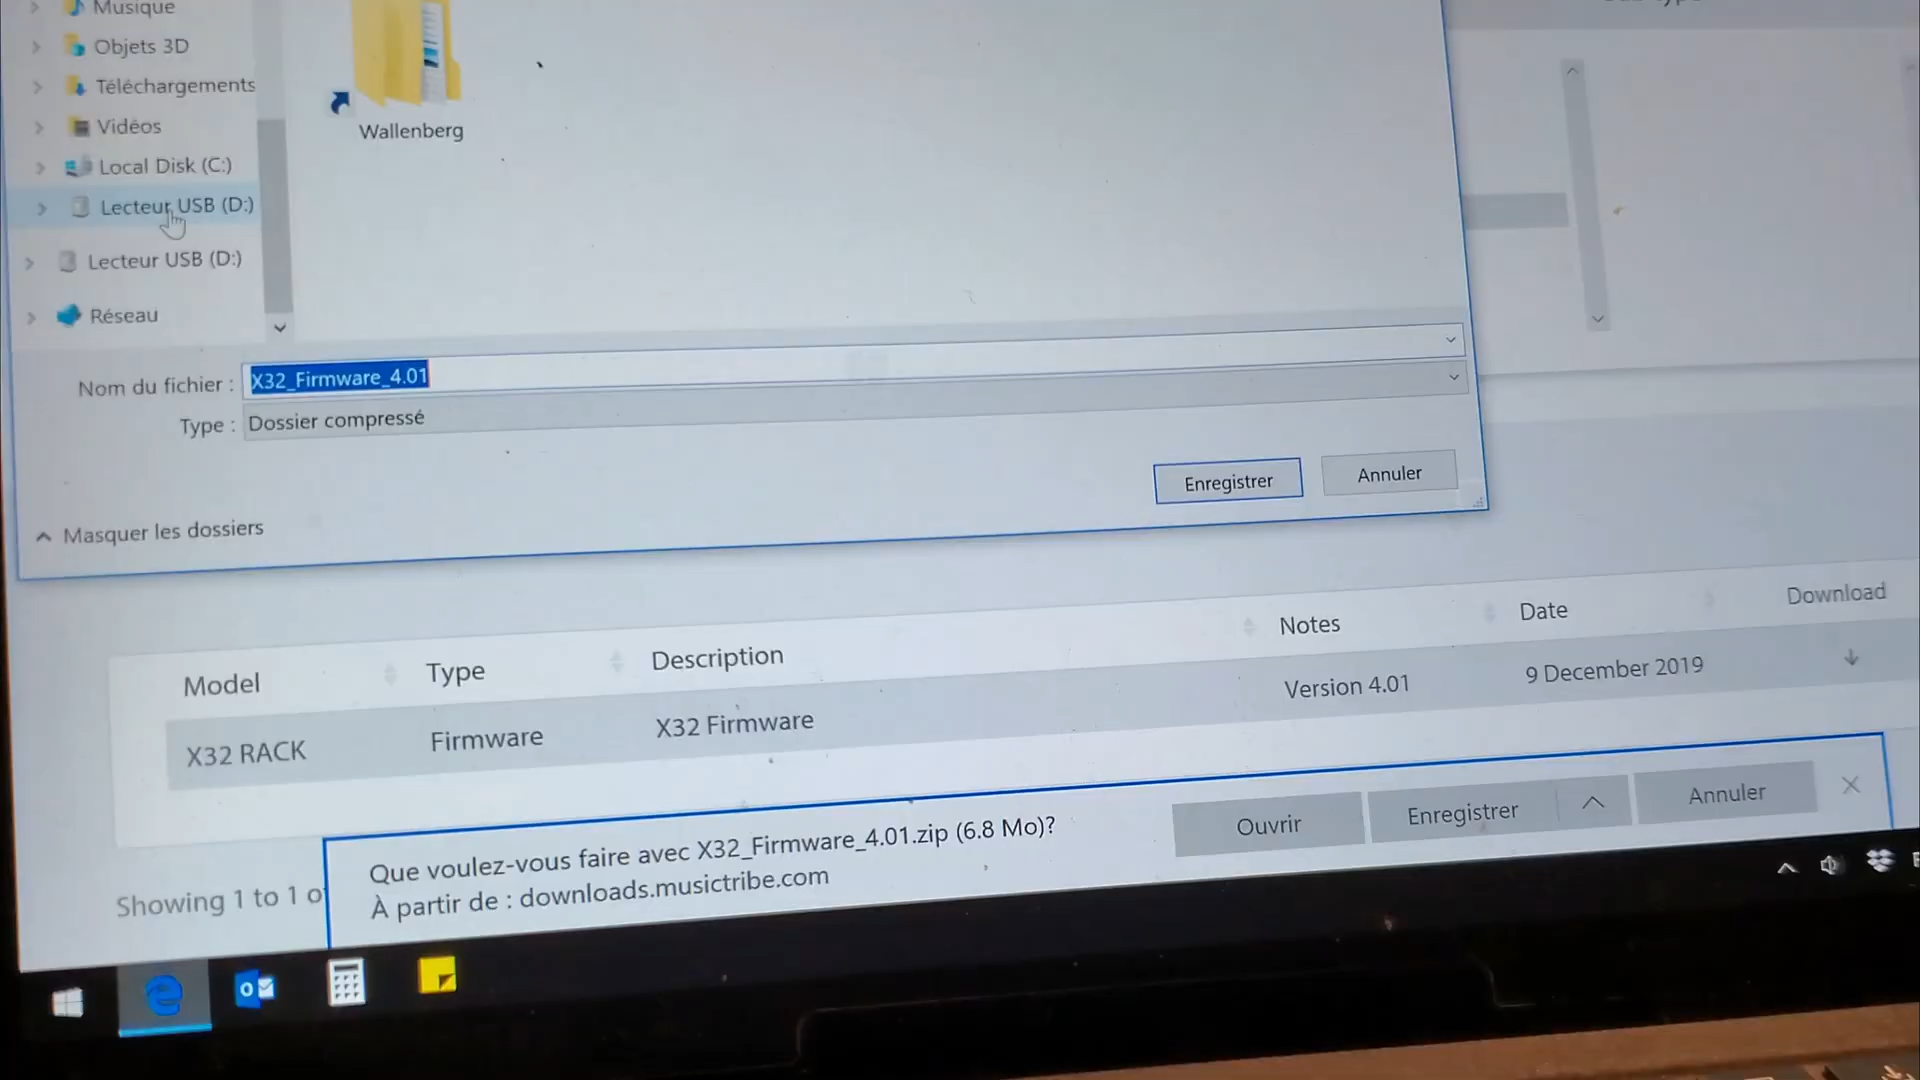 Musique
Objets 3D
Téléchargements
Vidéos
Local Disk (C:)
Lecteur USB (D:)
Lecteur USB (D:)
Réseau
Wallenberg
Nom du fichier :
X32_Firmware_4.01
Type :
Dossier compressé
Enregistrer
Annuler
Masquer les dossiers
Model
Type
Description
Notes
Date
Download
X32 RACK
Firmware
X32 Firmware
Version 4.01
9 December 2019
Showing 1 to 1 o
Que voulez-vous faire avec X32_Firmware_4.01.zip (6.8 Mo)?
À partir de : downloads.musictribe.com
Ouvrir
Enregistrer
Annuler